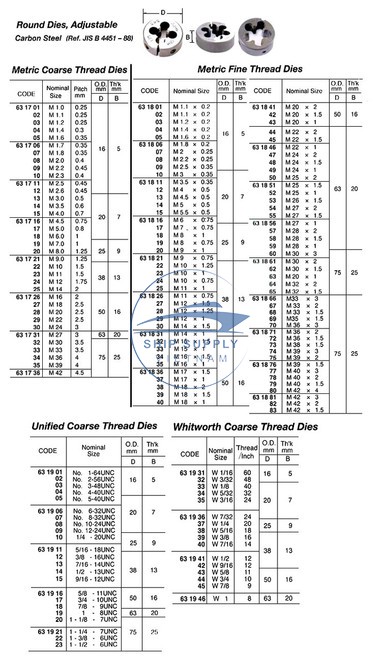 Round Dies, Adjustable
Carbon Steel (Ref. JIS B 4451 – 88)
D
B
Metric Coarse Thread Dies
CODE Nominal Size Pitch mm O.D. mm D Th'k mm B
63 17 01 M 1.0 0.25
02 M 1.1 0.25
03 M 1.2 0.25
04 M 1.4 0.3
05 M 1.6 0.35
63 17 06 M 1.7 0.35 16 5
07 M 1.8 0.35
08 M 2.0 0.4
09 M 2.2 0.45
10 M 2.3 0.4
63 17 11 M 2.5 0.45
12 M 2.6 0.45
13 M 3.0 0.5
14 M 3.5 0.6
15 M 4.0 0.7 20 7
63 17 16 M 4.5 0.75
17 M 5.0 0.8
18 M 6.0 1
19 M 7.0 1
20 M 8.0 1.25 25 9
63 17 21 M 9.0 1.25
22 M 10 1.5
23 M 11 1.5 38 13
24 M 12 1.75
25 M 14 2
63 17 26 M 16 2
27 M 18 2.5
28 M 20 2.5 50 16
29 M 22 2.5
30 M 24 3
63 17 31 M 27 3 63 20
32 M 30 3.5
33 M 33 3.5
34 M 36 4 75 25
35 M 39 4
63 17 36 M 42 4.5
Metric Fine Thread Dies
CODE Nominal Size O.D. mm D Th'k mm B
63 18 01 M 1.1 × 0.2
02 M 1.1 × 0.2
03 M 1.2 × 0.2
04 M 1.4 × 0.2
05 M 1.6 × 0.2 16 5
63 18 06 M 1.8 × 0.2
07 M 2 × 0.25
08 M 2.2 × 0.25
09 M 2.5 × 0.35
10 M 3 × 0.35
63 18 11 M 3.5 × 0.35
12 M 4 × 0.5
13 M 4.5 × 0.5 20 7
14 M 5 × 0.5
15 M 5.5 × 0.5
63 18 16 M 6 × 0.75
17 M 7 × 0.75
18 M 8 × 1
19 M 8 × 0.75 25 9
20 M 9 × 1
63 18 21 M 9 × 0.75
22 M 10 × 1.25
23 M 10 × 1
24 M 10 × 0.75
25 M 11 × 1
63 18 26 M 11 × 0.75 38 13
27 M 12 × 1.5
28 M 12 × 1.25
29 M 12 × 1
30 M 14 × 1.5
63 18 31 M 14 × 1
63 18 36 M 17 × 1.5
37 M 17 × 1 50 16
38 M 18 × 2
39 M 18 × 1.5
40 M 18 × 1
CODE Nominal Size O.D. mm D Th'k mm B
63 18 41 M 20 × 2
42 M 20 × 1.5 50 16
43 M 20 × 1
44 M 22 × 2
45 M 22 × 1.5
63 18 46 M 22 × 1
47 M 24 × 2
48 M 24 × 1.5
49 M 24 × 1
50 M 25 × 2
63 18 51 M 25 × 1.5 63 20
52 M 25 × 1
53 M 26 × 1.5
54 M 27 × 2
55 M 27 × 1.5
63 18 56 M 27 × 1
57 M 28 × 2
58 M 28 × 1.5
59 M 28 × 1
60 M 30 × 3
63 18 61 M 30 × 2
62 M 30 × 1.5 75 25
63 M 30 × 1
64 M 32 × 2
65 M 32 × 1.5
63 18 66 M33 × 3
67 M 33 × 2
68 M 33 × 1.5
69 M35 × 1.5
70 M 36 × 3
63 18 71 M 36 × 2
72 M 36 × 1.5
73 M 38 × 1.5
74 M 39 × 3
75 M 39 × 2 75 25
63 18 76 M 39 × 1.5
77 M 40 × 3
78 M 40 × 2
79 M 40 × 1.5
80 M 42 × 4
63 18 81 M 42 × 3
82 M 42 × 2
83 M 42 × 1.5
SHIP SUPPLY
Unified Coarse Thread Dies
CODE Nominal Size O.D. mm D Th'k mm B
63 19 01 No. 1-64UNC
02 No. 2-56UNC 16 5
03 No. 3-48UNC
04 No. 4-40UNC
05 No. 5-40UNC
63 19 06 No. 6-32UNC 20 7
07 No. 8-32UNC
08 No. 10-24UNC
09 No. 12-24UNC
10 1/4 - 20UNC 25 9
63 19 11 5/16 - 18UNC
12 3/8 - 16UNC
13 7/16 - 14UNC 38 13
14 1/2 - 13UNC
15 9/16 - 12UNC
63 19 16 5/8 - 11UNC 50 16
17 3/4 - 10UNC
18 7/8 - 9UNC
19 1 - 8UNC 63 20
20 1 - 1/8 - 7UNC
63 19 21 1 - 1/4 - 7UNC 75 25
22 1 - 3/8 - 6UNC
23 1 - 1/2 - 6UNC
Whitworth Coarse Thread Dies
CODE Nominal Size Thread /Inch O.D. mm D Th'k mm B
63 19 31 W 1/16 60 16 5
32 W 3/32 48
33 W 1/8 40
34 W 5/32 32
35 W 3/16 24 20 7
63 19 36 W 7/32 24
37 W 1/4 20 25 9
38 W 5/16 18
39 W 3/8 16
40 W 7/16 14 38 13
63 19 41 W 1/2 12
42 W 9/16 12
43 W 5/8 11
44 W 3/4 10 50 16
45 W 7/8 9
63 19 46 W 1 8 63 20